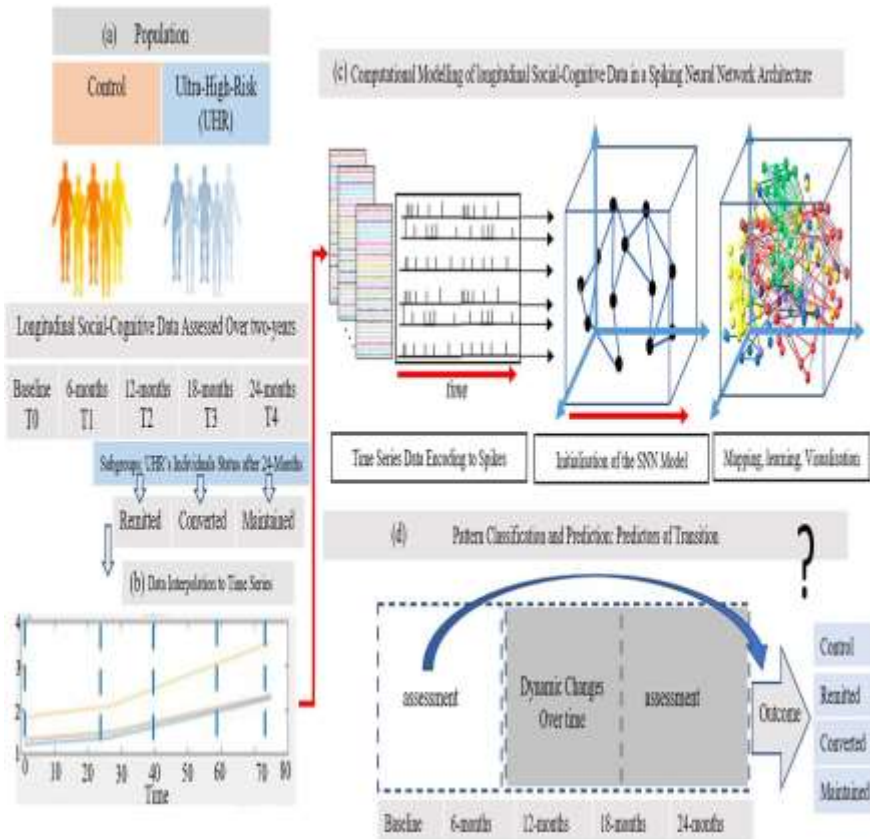 (a) Population
Control
Ultra-High-Risk
(UHR)
Longitudinal Social-Cognitive Data Assessed Over two-years
Baseline 6-months 12-months 18-months 24-months
T0 T1 T2 T3 T4
Subgroups, UHR's Individuals Status after 24-Months
Remitted Converted Maintained
(b) Data Interpolation to Time Series
4
3
2
1
0 10 20 30 40 50 60 70 80
Time
(c) Computational Modelling of longitudinal Social-Cognitive Data in a Spiking Neural Network Architecture
time
Time Series Data Encoding to Spikes
Initialisation of the SNN Model
Mapping, learning, Visualisation
(d) Pattern Classification and Prediction: Predictors of Transition
?
assessment
Dynamic Changes
Over time
assessment
Outcome
Control
Remitted
Converted
Maintained
Baseline 6-months 12-months 18-months 24-months